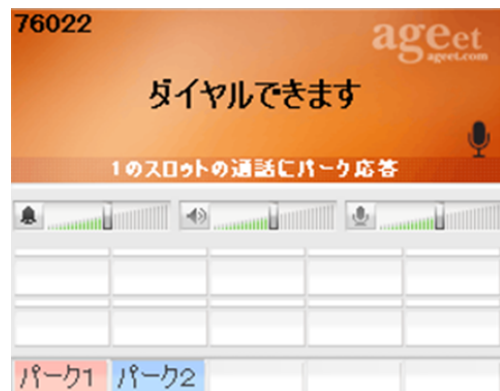 76022
ageet
ageet.com
ダイヤルできます
1のスロットの通話にパーク応答
パーク1 パーク2